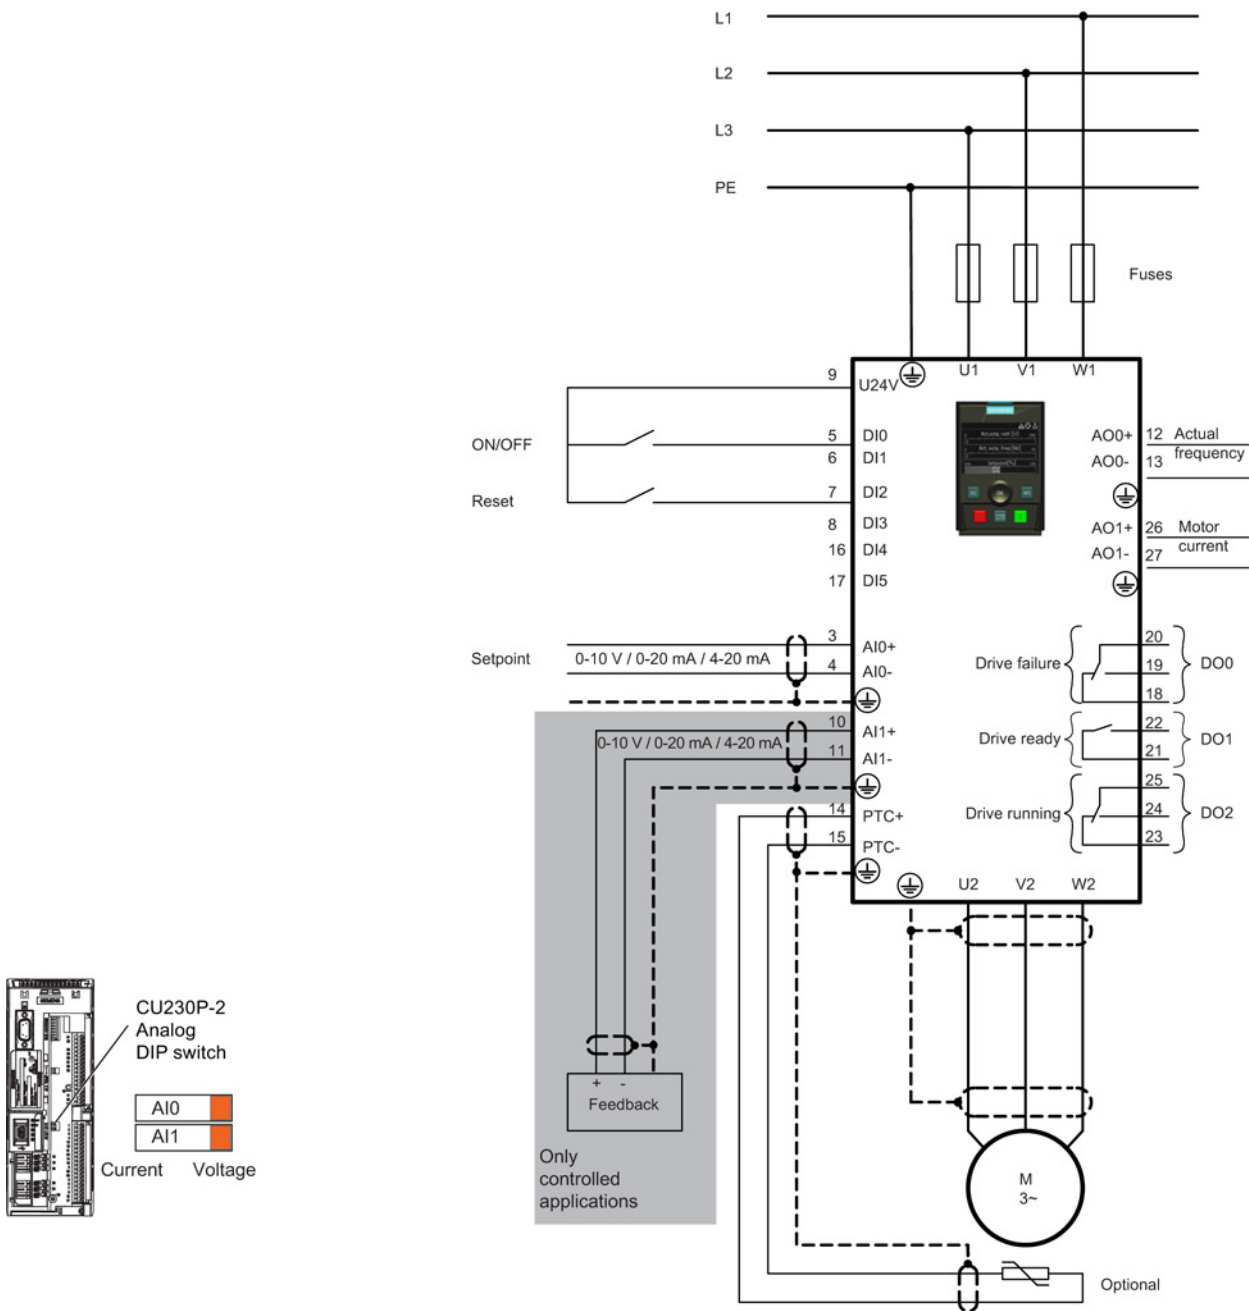 L1
L2
L3
PE
Fuses
9
U24V
U1
V1
W1
ON/OFF
5
DI0
6
DI1
Reset
7
DI2
8
DI3
16
DI4
17
DI5
SIEMENS
AO0+
12
Actual
frequency
AO0-
13
AO1+
26
Motor
current
AO1-
27
Setpoint
0-10 V / 0-20 mA / 4-20 mA
3
AI0+
4
AI0-
10
AI1+
0-10 V / 0-20 mA / 4-20 mA
11
AI1-
14
PTC+
15
PTC-
Drive failure
20
19
18
DO0
Drive ready
22
21
DO1
Drive running
25
24
23
DO2
U2
V2
W2
+
-
Feedback
Only
controlled
applications
M
3~
Optional
SIEMENS
CU230P-2
Analog
DIP switch
AI0
AI1
Current
Voltage